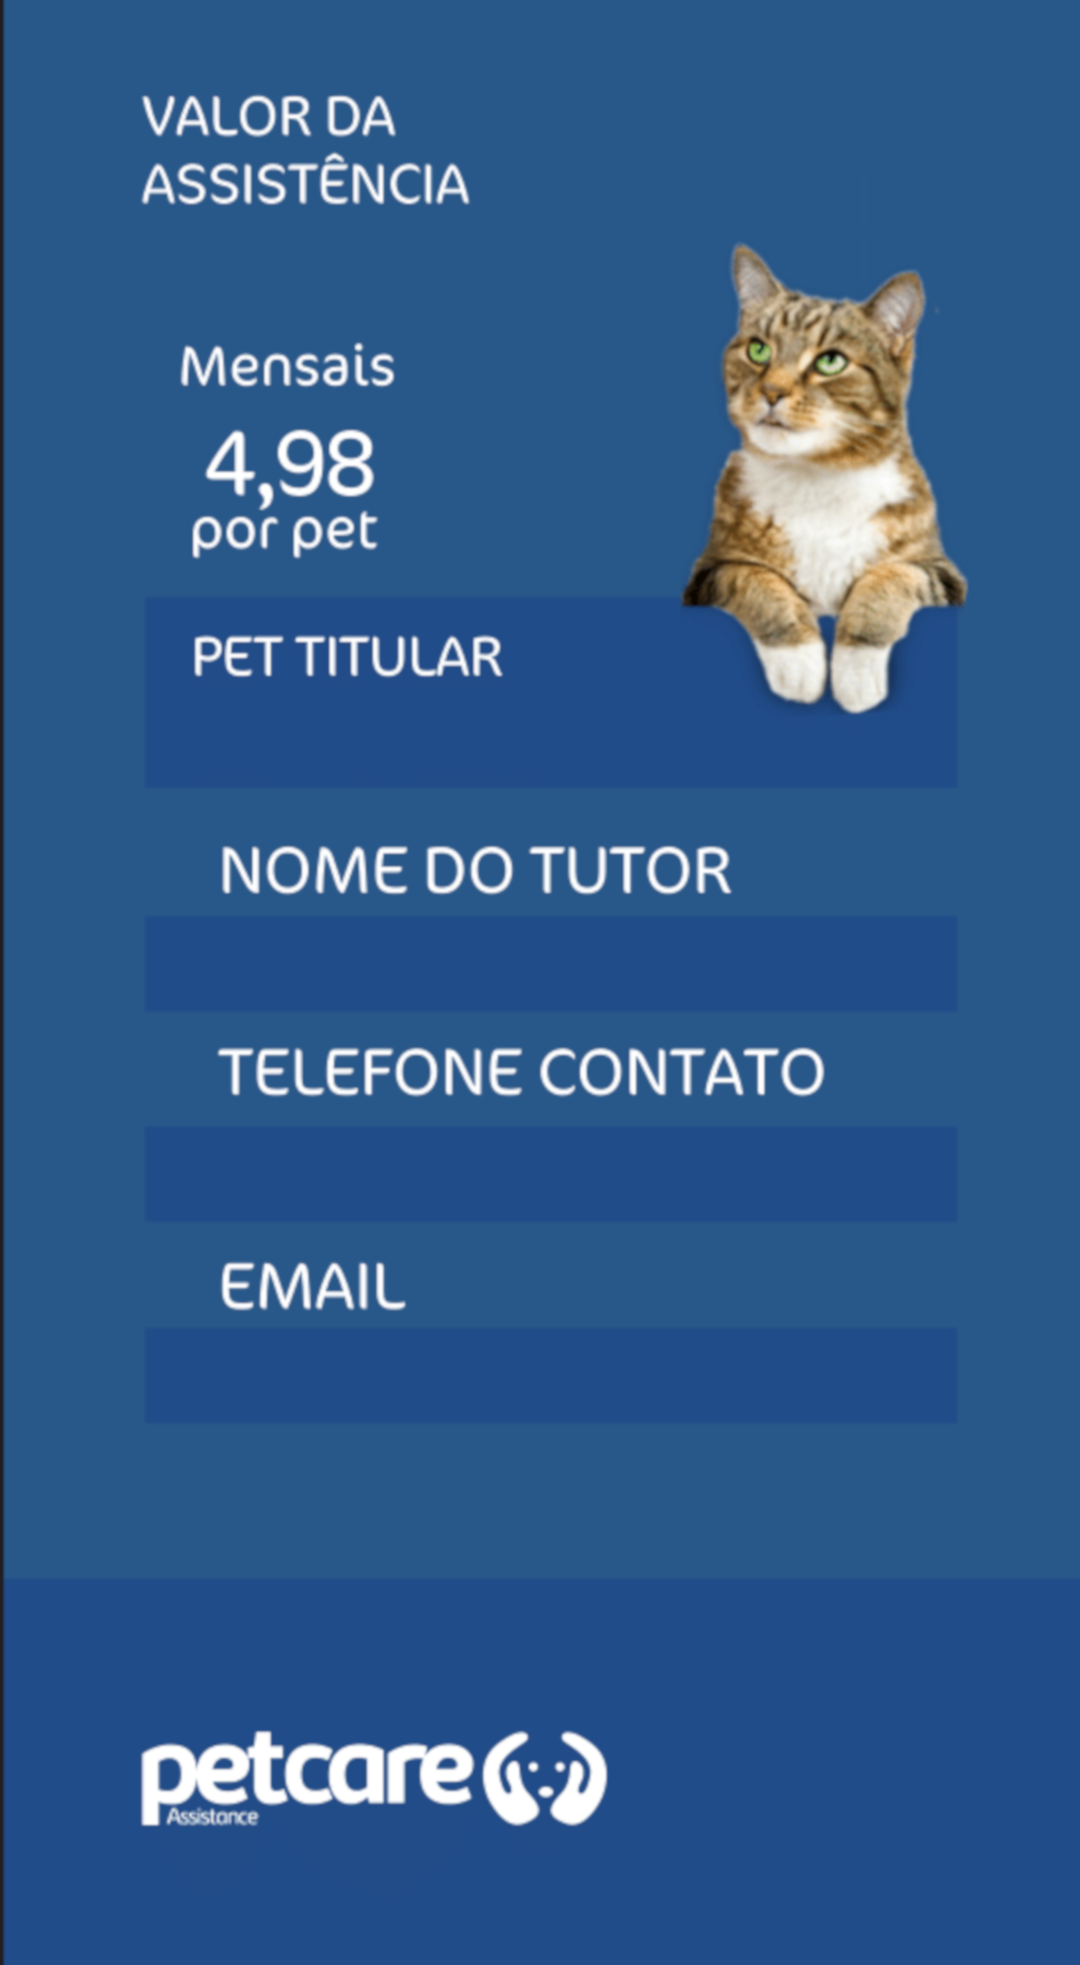 VALOR DA
ASSISTÊNCIA
Mensais
4,98
por pet
PET TITULAR
NOME DO TUTOR
TELEFONE CONTATO
EMAIL
petcare
Assistance